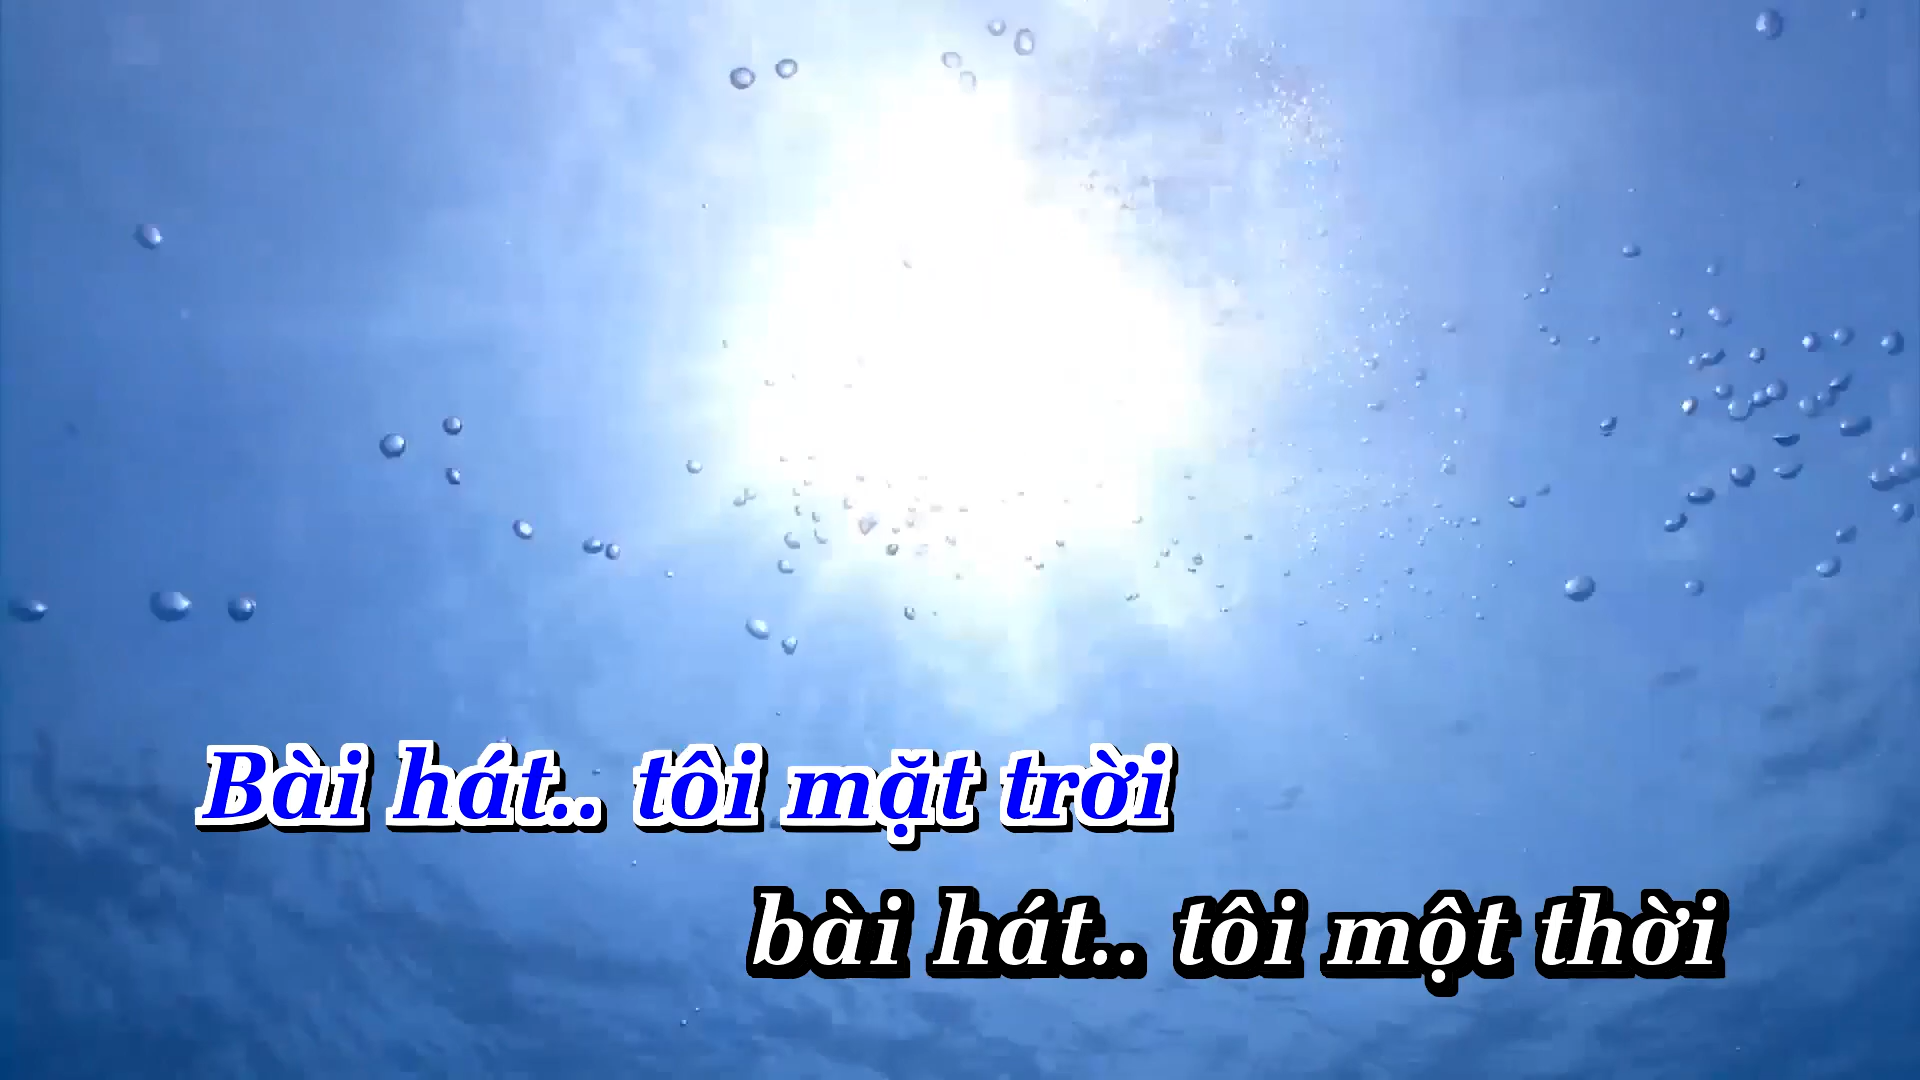 Bài hát.. tôi mặt trời
bài hát.. tôi một thời